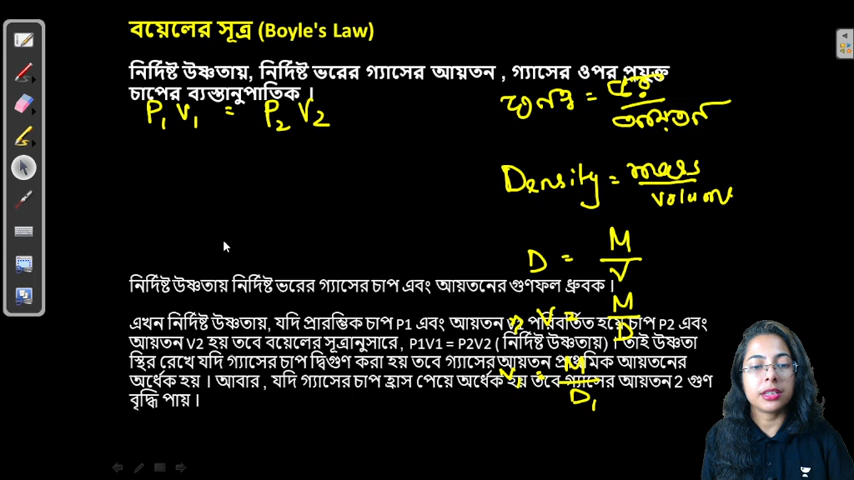 বয়েলের সূত্র (Boyle's Law)
নির্দিষ্ট উষ্ণতায়, নির্দিষ্ট ভরের গ্যাসের আয়তন , গ্যাসের ওপর প্রযুক্ত
চাপের ব্যস্তানুপাতিক ।
P₁ V₁ = P₂ V₂
ঘনত্ব = ভর / আয়তন
Density = mass / volume
D = M / V
নির্দিষ্ট উষ্ণতায় নির্দিষ্ট ভরের গ্যাসের চাপ এবং আয়তনের গুণফল ধ্রুবক ।
V = M / D
এখন নির্দিষ্ট উষ্ণতায়, যদি প্রারম্ভিক চাপ P1 এবং আয়তন V2 পরিবর্তিত হয়ে চাপ P2 এবং
আয়তন V2 হয় তবে বয়েলের সূত্রানুসারে, P1V1 = P2V2 ( নির্দিষ্ট উষ্ণতায়) । তাই উষ্ণতা
স্থির রেখে যদি গ্যাসের চাপ দ্বিগুণ করা হয় তবে গ্যাসের আয়তন প্রাথমিক আয়তনের
অর্ধেক হয় । আবার , যদি গ্যাসের চাপ হ্রাস পেয়ে অর্ধেক হয় তবে গ্যাসের আয়তন 2 গুণ
V₁ = M / D₁
বৃদ্ধি পায় ।